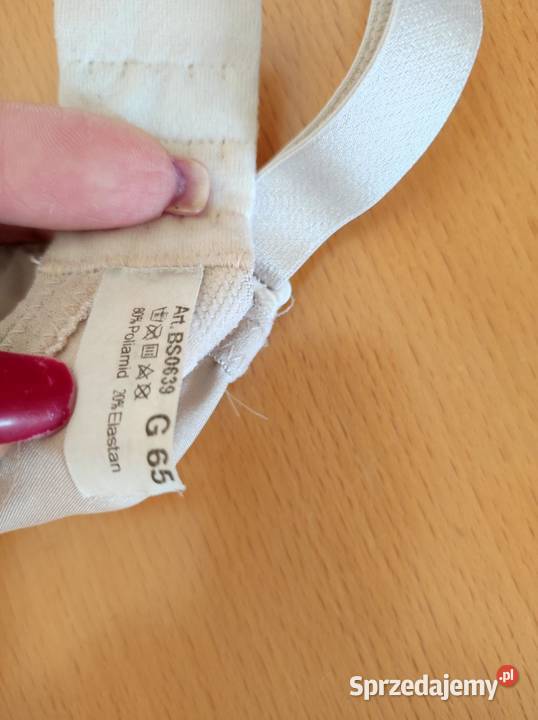 Art. BS0639 G 65
80% Poliamid 20% Elastan
Sprzedajemy.pl